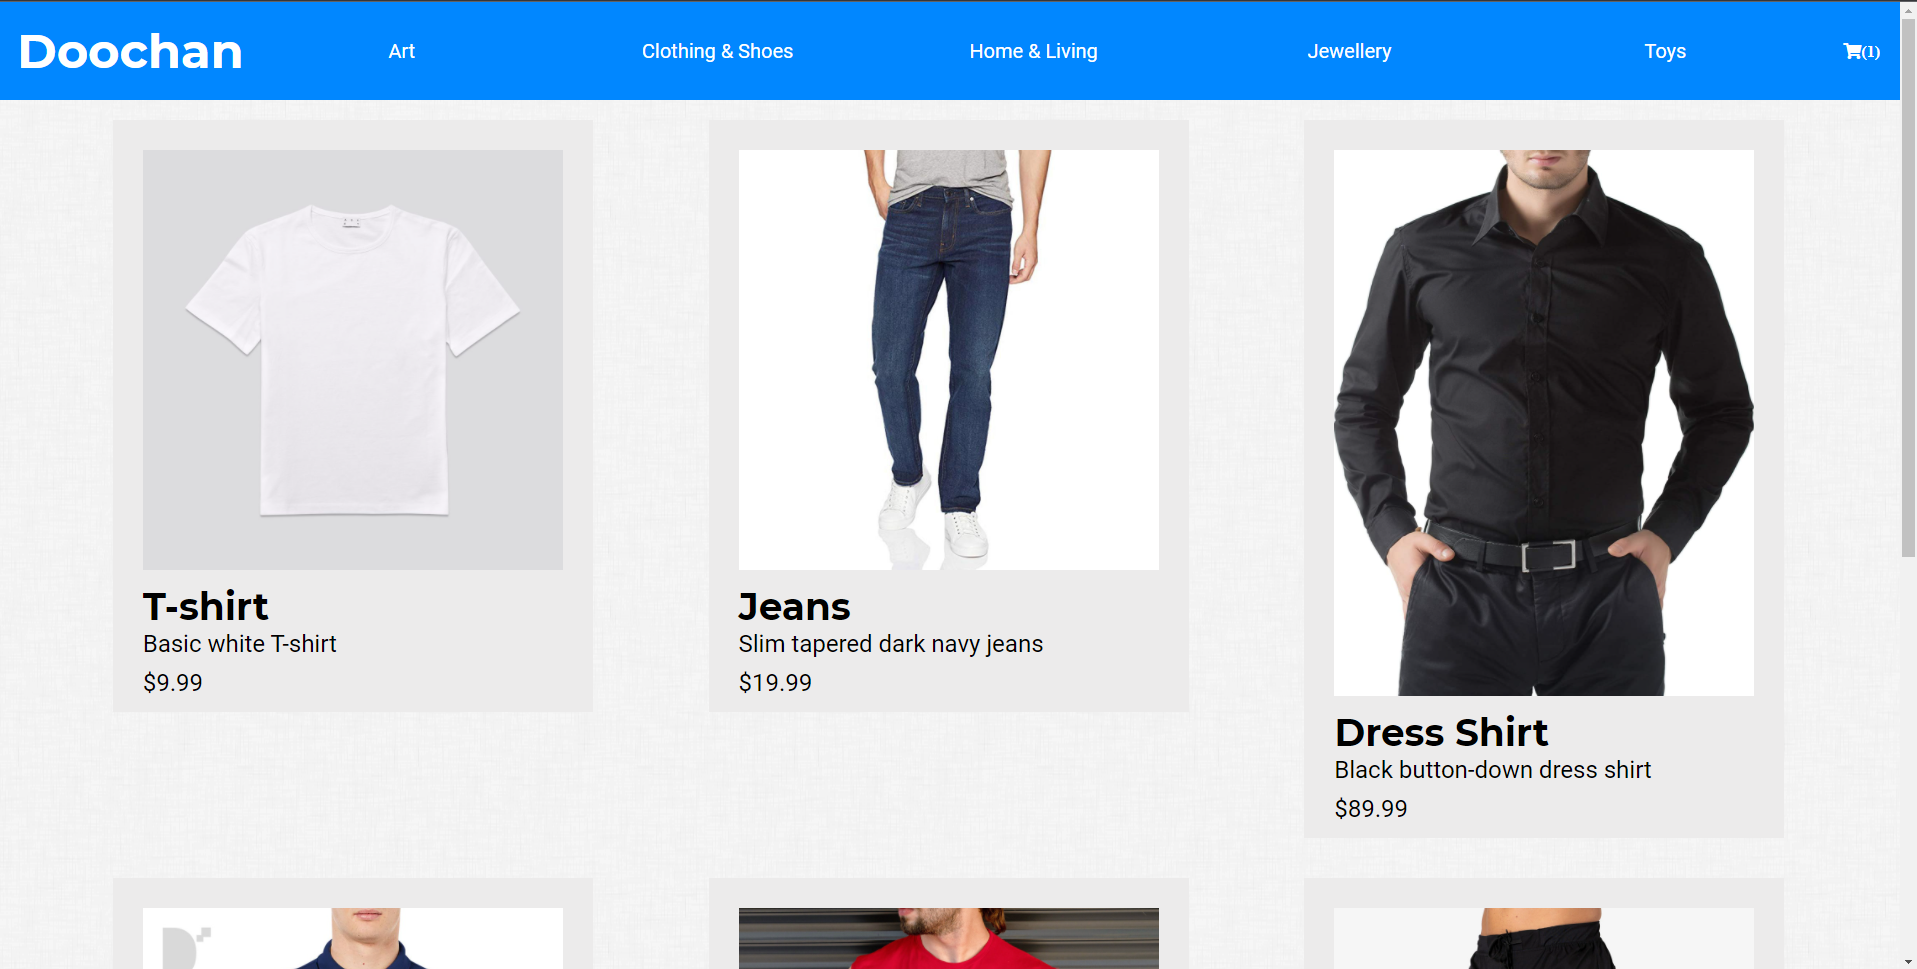 Doochan
Art
Clothing & Shoes
Home & Living
Jewellery
Toys
(1)
T-shirt
Basic white T-shirt
$9.99
Jeans
Slim tapered dark navy jeans
$19.99
Dress Shirt
Black button-down dress shirt
$89.99